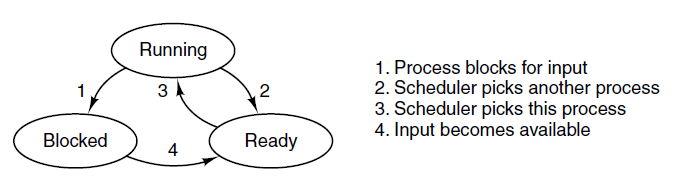 Running
1
3
2
Blocked
4
Ready
1. Process blocks for input
2. Scheduler picks another process
3. Scheduler picks this process
4. Input becomes available